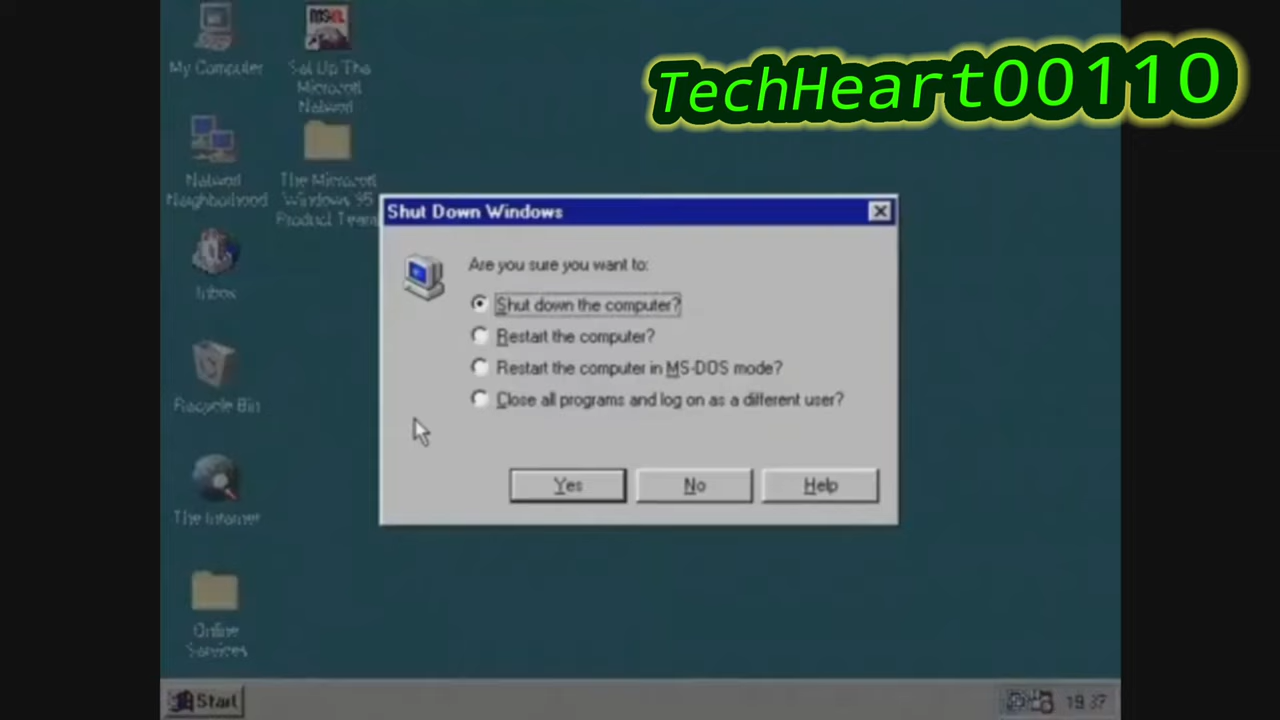 TechHeart00110
MSN
My Computer
Set Up The
Microsoft
Network
Network
Neighborhood
The Microsoft
Windows 95
Product Team
Inbox
Recycle Bin
The Internet
Online
Services
Shut Down Windows
Are you sure you want to:
Shut down the computer?
Restart the computer?
Restart the computer in MS-DOS mode?
Close all programs and log on as a different user?
Yes
No
Help
Start
19:37